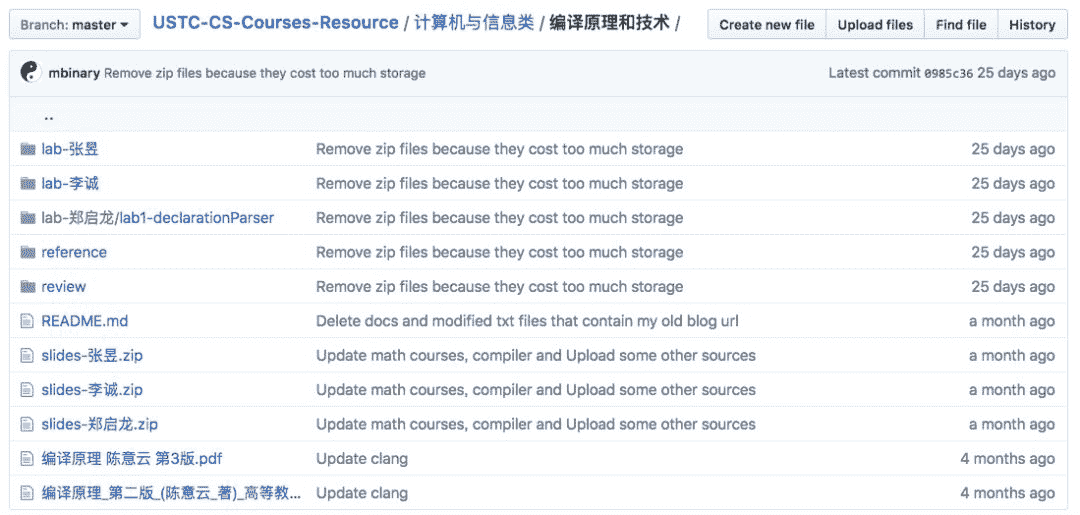 Branch: master USTC-CS-Courses-Resource / 计算机与信息类 / 编译原理和技术 / Create new file Upload files Find file History
mbinary Remove zip files because they cost too much storage Latest commit 0985c36 25 days ago
..
lab-张昱 Remove zip files because they cost too much storage 25 days ago
lab-李诚 Remove zip files because they cost too much storage 25 days ago
lab-郑启龙/lab1-declarationParser Remove zip files because they cost too much storage 25 days ago
reference Remove zip files because they cost too much storage 25 days ago
review Remove zip files because they cost too much storage 25 days ago
README.md Delete docs and modified txt files that contain my old blog url a month ago
slides-张昱.zip Update math courses, compiler and Upload some other sources a month ago
slides-李诚.zip Update math courses, compiler and Upload some other sources a month ago
slides-郑启龙.zip Update math courses, compiler and Upload some other sources a month ago
编译原理 陈意云 第3版.pdf Update clang 4 months ago
编译原理_第二版_(陈意云_著)_高等教... Update clang 4 months ago